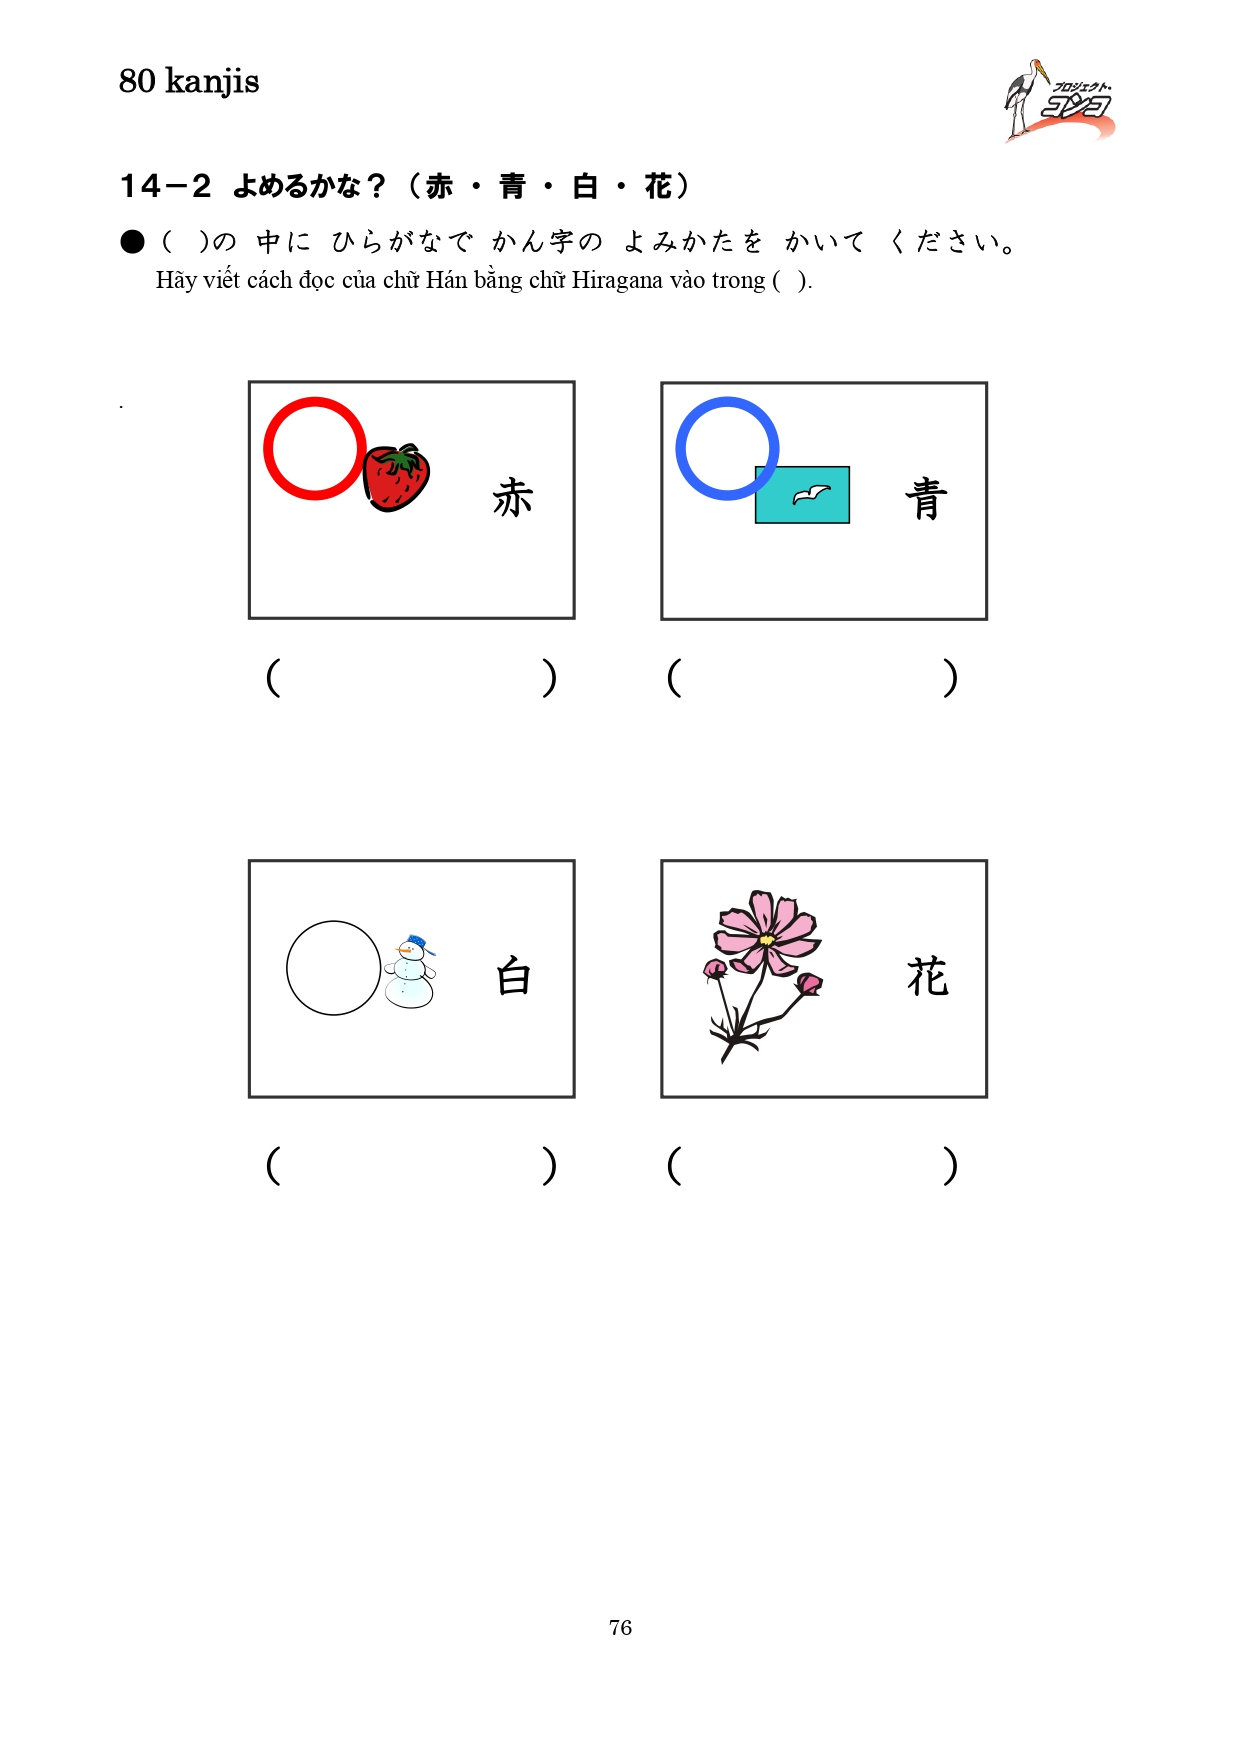 80 kanjis
プロジェクト・
コンコ
14－2 よめるかな？（赤 ・ 青 ・ 白 ・ 花）
●（ ）の 中に ひらがなで かん字の よみかたを かいて ください。
Hãy viết cách đọc của chữ Hán bằng chữ Hiragana vào trong ( ).
.
赤
青
( ) ( )
白
花
( ) ( )
76